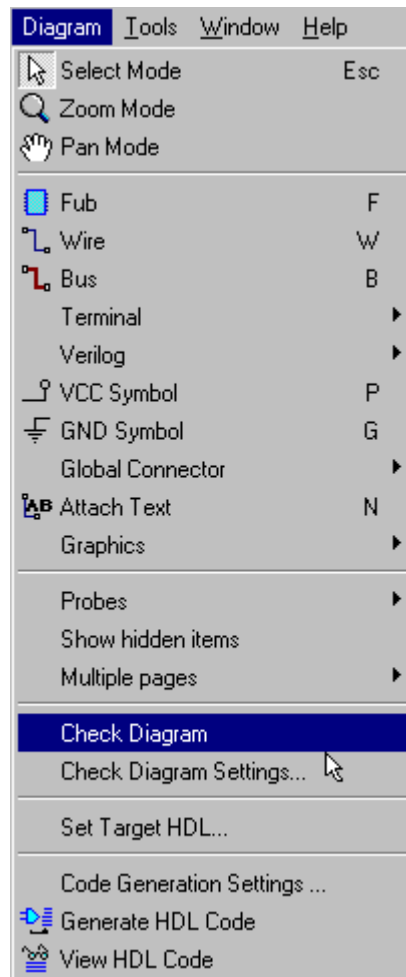 Diagram Tools Window Help
Select Mode Esc
Zoom Mode
Pan Mode
Fub F
Wire W
Bus B
Terminal
Verilog
VCC Symbol P
GND Symbol G
Global Connector
AB Attach Text N
Graphics
Probes
Show hidden items
Multiple pages
Check Diagram
Check Diagram Settings...
Set Target HDL...
Code Generation Settings ...
Generate HDL Code
View HDL Code